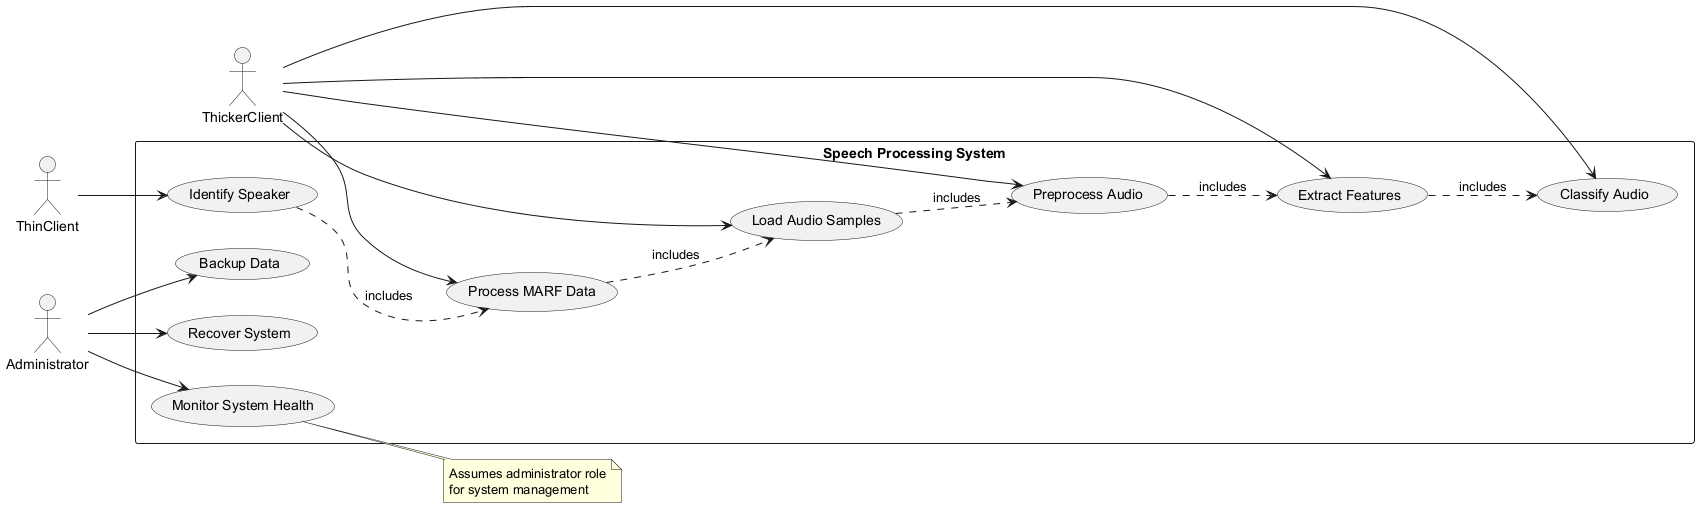 ThickerClient
Speech Processing System
ThinClient
Identify Speaker
Preprocess Audio
includes
Extract Features
includes
Classify Audio
Load Audio Samples
includes
Backup Data
includes
Process MARF Data
includes
Administrator
Recover System
Monitor System Health
Assumes administrator role
for system management